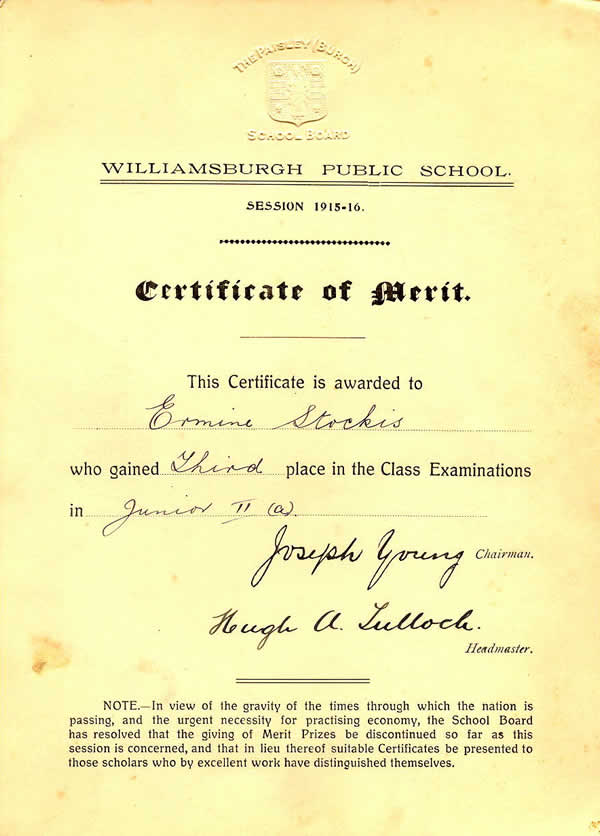 THE PAISLEY (BURGH)
SCHOOL BOARD
WILLIAMSBURGH PUBLIC SCHOOL.
SESSION 1915-16.
Certificate of Merit.
This Certificate is awarded to
Ermine Stockis
who gained Third place in the Class Examinations
in Junior II (a).
Joseph Young Chairman.
Hugh A. Tulloch.
Headmaster.
NOTE.—In view of the gravity of the times through which the nation is
passing, and the urgent necessity for practising economy, the School Board
has resolved that the giving of Merit Prizes be discontinued so far as this
session is concerned, and that in lieu thereof suitable Certificates be presented to
those scholars who by excellent work have distinguished themselves.